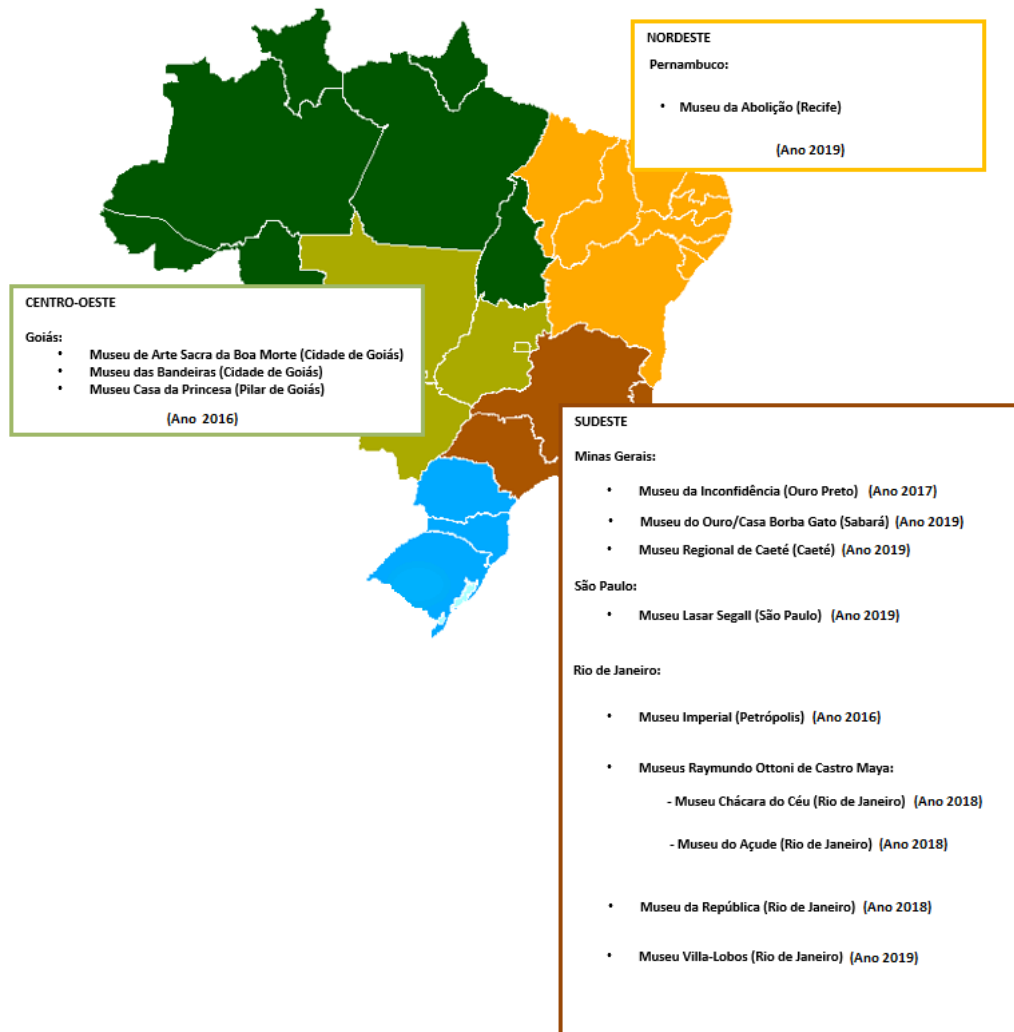 NORDESTE
Pernambuco:
• Museu da Abolição (Recife)
(Ano 2019)
CENTRO-OESTE
Goiás:
• Museu de Arte Sacra da Boa Morte (Cidade de Goiás)
• Museu das Bandeiras (Cidade de Goiás)
• Museu Casa da Princesa (Pilar de Goiás)
(Ano 2016)
SUDESTE
Minas Gerais:
• Museu da Inconfidência (Ouro Preto) (Ano 2017)
• Museu do Ouro/Casa Borba Gato (Sabará) (Ano 2019)
• Museu Regional de Caeté (Caeté) (Ano 2019)
São Paulo:
• Museu Lasar Segall (São Paulo) (Ano 2019)
Rio de Janeiro:
• Museu Imperial (Petrópolis) (Ano 2016)
• Museus Raymundo Ottoni de Castro Maya:
- Museu Chácara do Céu (Rio de Janeiro) (Ano 2018)
- Museu do Açude (Rio de Janeiro) (Ano 2018)
• Museu da República (Rio de Janeiro) (Ano 2018)
• Museu Villa-Lobos (Rio de Janeiro) (Ano 2019)